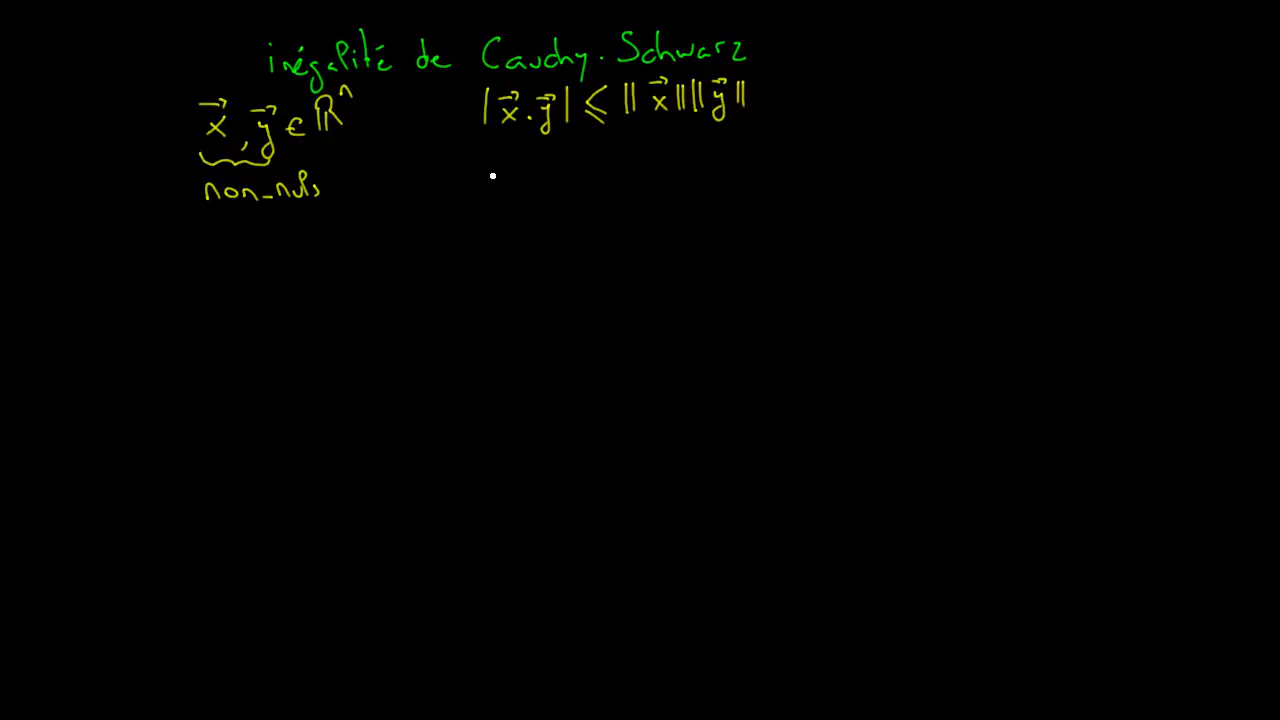 inégalité de Cauchy-Schwarz
x⃗, y⃗ ∈ ℝⁿ |x⃗.y⃗| ≤ ‖x⃗‖‖y⃗‖
non-nuls